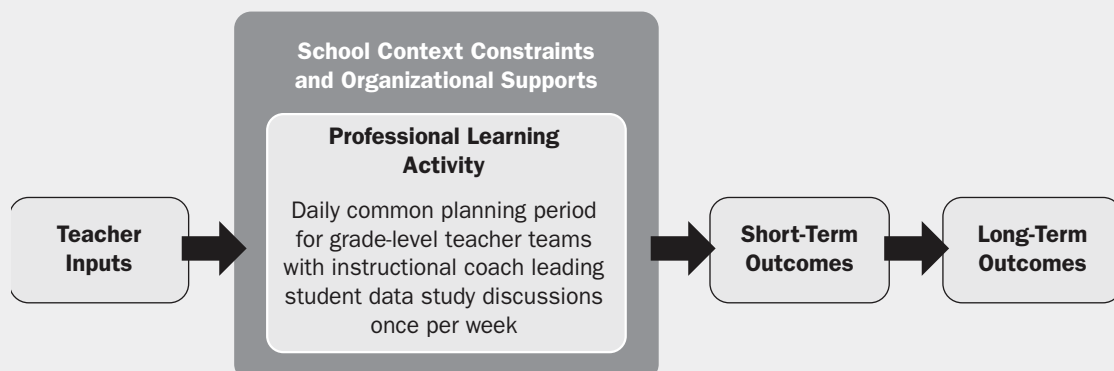 School Context Constraints
and Organizational Supports
Professional Learning
Activity
Daily common planning period
for grade-level teacher teams
with instructional coach leading
student data study discussions
once per week
Teacher
Inputs
Short-Term
Outcomes
Long-Term
Outcomes